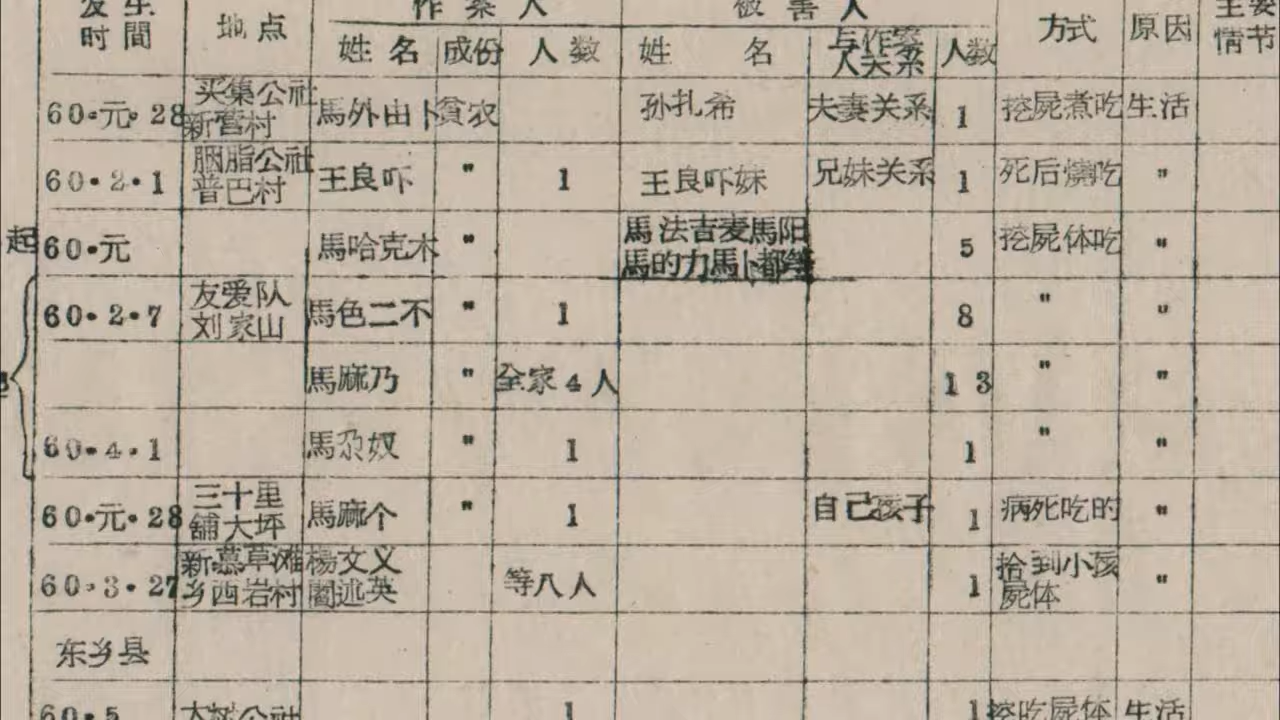 发生 地点 作案人 被害人 方式 原因 主要
时間 姓名 成份 人数 姓名 与作案 人数 情节
人关系
60·元·28 买集公社 馬外由卜 貧农 孙扎希 夫妻关系 1 挖屍煮吃 生活
新营村
60·2·1 胭脂公社 王良吓 〃 1 王良吓妹 兄妹关系 1 死后燒吃 〃
普巴村
起 60·元 馬哈克木 〃 馬法吉麦馬阳 5 挖屍体吃 〃
馬的力馬卜都
60·2·7 友爱队 馬色二不 〃 1 8 〃 〃
刘家山
馬麻乃 〃 全家4人 13 〃 〃
60·4·1 馬尕奴 〃 1 1 〃 〃
60·元·28 三十里 馬麻个 〃 1 自己孩子 1 病死吃的 〃
舖大坪
60·3·27 新慕草滩 楊文义 等八人 1 拾到小孩 〃
乡西岩村 閻述英 屍体
东乡县
60·5 公社 1 1 挖吃屍体 生活